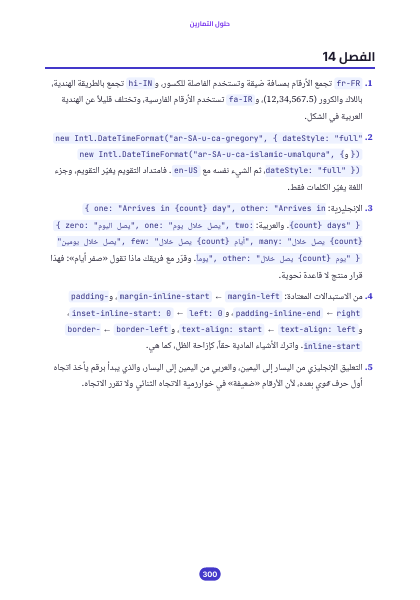 حلول التمارين
الفصل 14
1. fr-FR تجمع الأرقام بمسافة ضيقة وتستخدم الفاصلة للكسور، و hi-IN تجمع بالطريقة الهندية،
باللاك والكرور (12,34,567.5)، و fa-IR تستخدم الأرقام الفارسية، وتختلف قليلاً عن الهندية
العربية في الشكل.
2. new Intl.DateTimeFormat("ar-SA-u-ca-gregory", { dateStyle: "full"
}) و new Intl.DateTimeFormat("ar-SA-u-ca-islamic-umalqura", {
dateStyle: "full" })، ثم الشيء نفسه مع en-US. فامتداد التقويم يغيّر التقويم، وجزء
اللغة يغيّر الكلمات فقط.
3. الإنجليزية: { one: "Arrives in {count} day", other: "Arrives in
{count} days" }. والعربية: { zero: "يصل اليوم", one: "يصل خلال يوم", two:
"يصل خلال يومين", few: "يصل خلال {count} أيام", many: "يصل خلال {count}
يوماً", other: "يصل خلال {count} يوم" }. وقرّر مع فريقك ماذا تقول «صفر أيام»: فهذا
قرار منتج لا قاعدة نحوية.
4. من الاستبدالات المعتادة: margin-left ← margin-inline-start، و padding-
right ← padding-inline-end، و left: 0 ← inset-inline-start: 0،
و text-align: left ← text-align: start، و border-left ← border-
inline-start. واترك الأشياء المادية حقاً، كإزاحة الظل، كما هي.
5. التعليق الإنجليزي من اليسار إلى اليمين، والعربي من اليمين إلى اليسار، والذي يبدأ برقم يأخذ اتجاه
أول حرف قوي بعده، لأن الأرقام «ضعيفة» في خوارزمية الاتجاه الثنائي ولا تقرر الاتجاه.
300